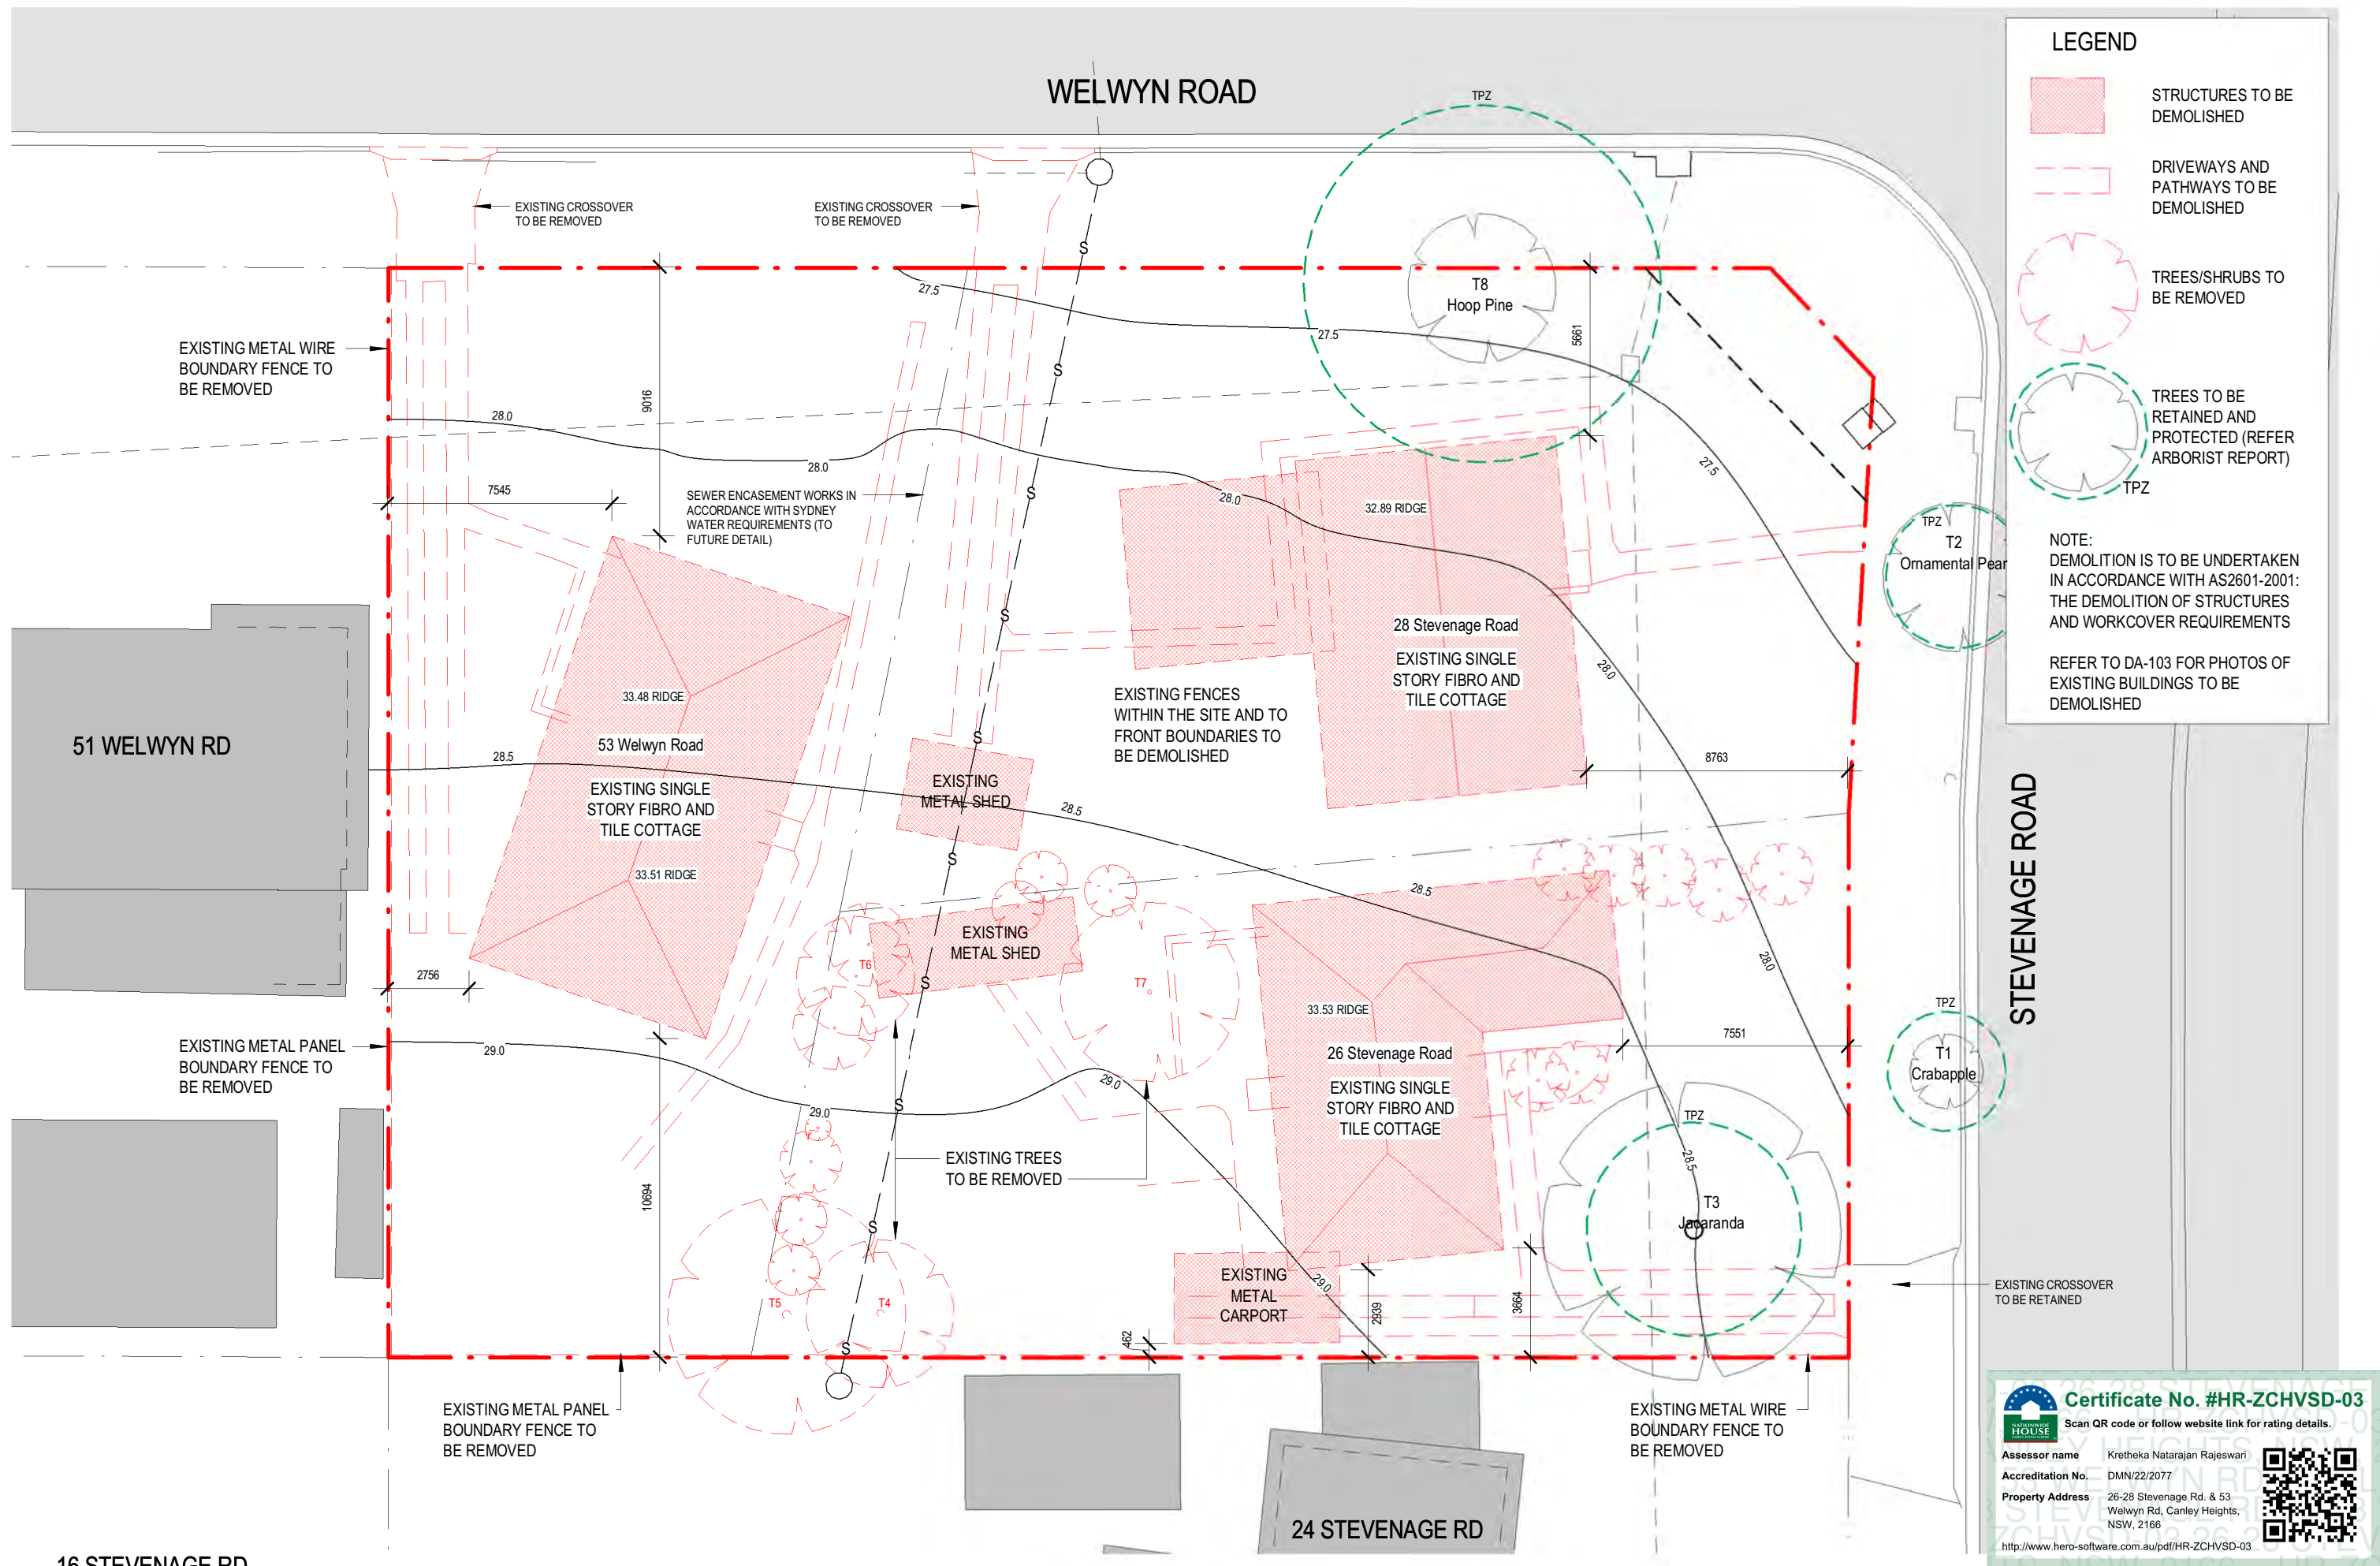 WELWYN ROAD
TPZ
EXISTING CROSSOVER
TO BE REMOVED
EXISTING CROSSOVER
TO BE REMOVED
S
27.5
T8
Hoop Pine
27.5
5661
EXISTING METAL WIRE
BOUNDARY FENCE TO
BE REMOVED
S
9016
28.0
28.0
27.5
7545
SEWER ENCASEMENT WORKS IN
ACCORDANCE WITH SYDNEY
WATER REQUIREMENTS (TO
FUTURE DETAIL)
S
28.0
32.89 RIDGE
S
28 Stevenage Road
EXISTING SINGLE
STORY FIBRO AND
TILE COTTAGE
28.0
TPZ
T2
Ornamental Pear
33.48 RIDGE
EXISTING FENCES
WITHIN THE SITE AND TO
FRONT BOUNDARIES TO
BE DEMOLISHED
51 WELWYN RD
28.5
53 Welwyn Road
EXISTING SINGLE
STORY FIBRO AND
TILE COTTAGE
S
EXISTING
METAL SHED
28.5
8763
S
33.51 RIDGE
28.5
STEVENAGE ROAD
EXISTING
METAL SHED
T6
T7
S
2756
28.0
33.53 RIDGE
TPZ
26 Stevenage Road
EXISTING SINGLE
STORY FIBRO AND
TILE COTTAGE
7551
T1
Crabapple
EXISTING METAL PANEL
BOUNDARY FENCE TO
BE REMOVED
29.0
29.0
29.0
S
TPZ
28.5
EXISTING TREES
TO BE REMOVED
10694
S
T3
Jacaranda
T5
T4
EXISTING
METAL
CARPORT
29.0
2939
3664
462
S
EXISTING CROSSOVER
TO BE RETAINED
EXISTING METAL PANEL
BOUNDARY FENCE TO
BE REMOVED
EXISTING METAL WIRE
BOUNDARY FENCE TO
BE REMOVED
24 STEVENAGE RD
16 STEVENAGE RD
LEGEND
STRUCTURES TO BE
DEMOLISHED
DRIVEWAYS AND
PATHWAYS TO BE
DEMOLISHED
TREES/SHRUBS TO
BE REMOVED
TREES TO BE
RETAINED AND
PROTECTED (REFER
ARBORIST REPORT)
TPZ
NOTE:
DEMOLITION IS TO BE UNDERTAKEN
IN ACCORDANCE WITH AS2601-2001:
THE DEMOLITION OF STRUCTURES
AND WORKCOVER REQUIREMENTS
REFER TO DA-103 FOR PHOTOS OF
EXISTING BUILDINGS TO BE
DEMOLISHED
NATIONWIDE
HOUSE
Certificate No. #HR-ZCHVSD-03
Scan QR code or follow website link for rating details.
Assessor name Kretheka Natarajan Rajeswari
Accreditation No. DMN/22/2077
Property Address 26-28 Stevenage Rd. & 53
Welwyn Rd, Canley Heights,
NSW, 2166
http://www.hero-software.com.au/pdf/HR-ZCHVSD-03